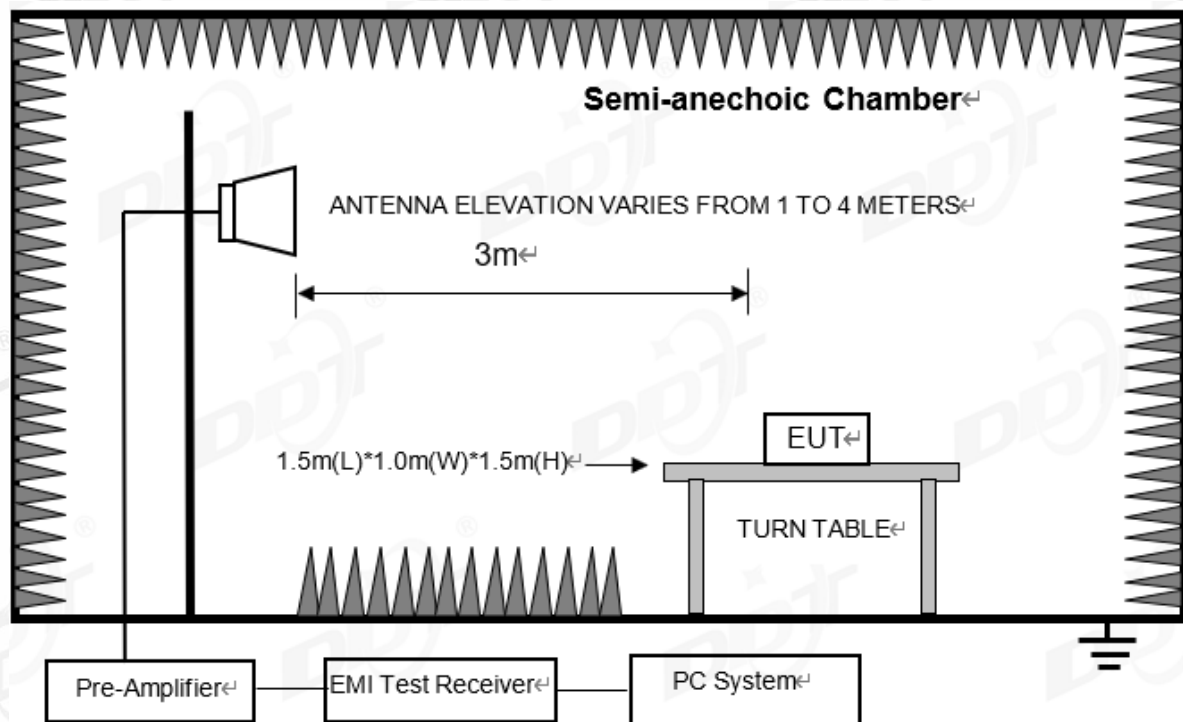 Semi-anechoic Chamber↵
ANTENNA ELEVATION VARIES FROM 1 TO 4 METERS↵
3m↵
EUT↵
1.5m(L)*1.0m(W)*1.5m(H)↵
TURN TABLE↵
Pre-Amplifier↵
EMI Test Receiver↵
PC System↵
DDT
®